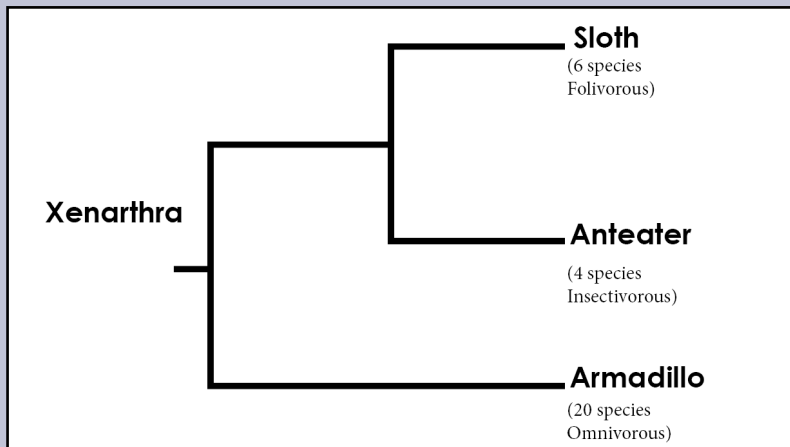 Sloth
(6 species
Folivorous)
Xenarthra
Anteater
(4 species
Insectivorous)
Armadillo
(20 species
Omnivorous)